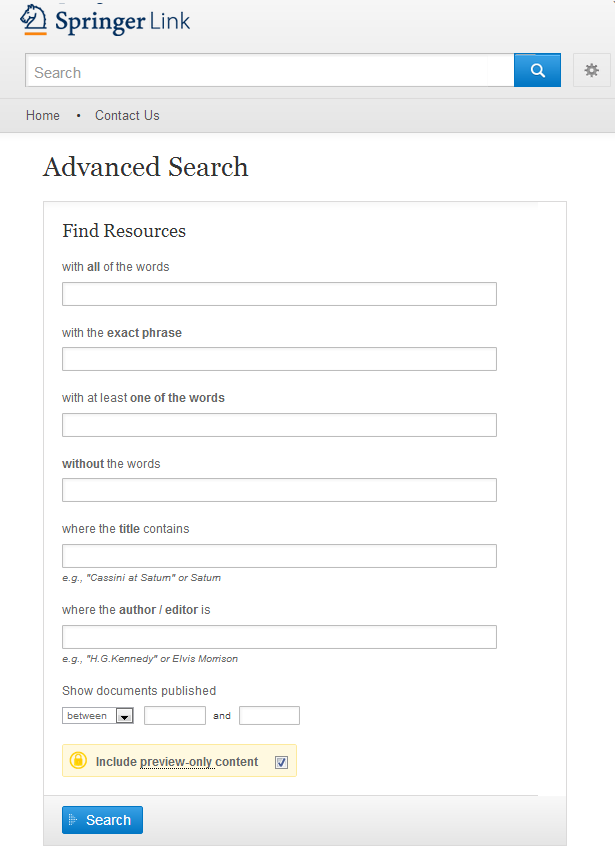 Springer Link
Search
Home • Contact Us
Advanced Search
Find Resources
with all of the words
with the exact phrase
with at least one of the words
without the words
where the title contains
e.g., "Cassini at Saturn" or Saturn
where the author / editor is
e.g., "H.G.Kennedy" or Elvis Morrison
Show documents published
between and
Include preview-only content
Search